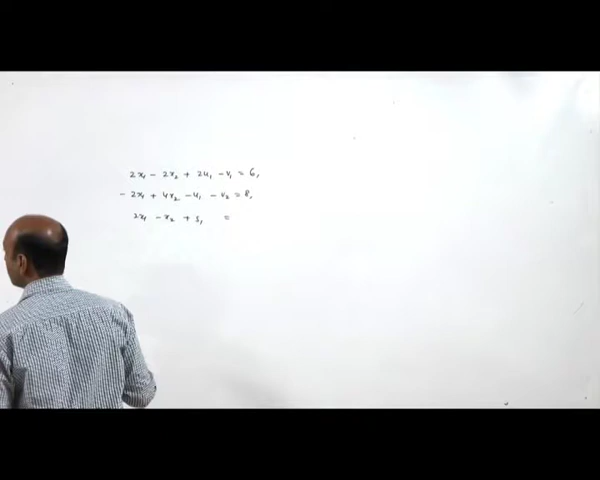 2x₁ - 2x₂ + 2u₁ - v₁ = 6,
- 2x₁ + 4x₂ - u₁ - v₂ = 8,
2x₁ - x₂ + s₁ =